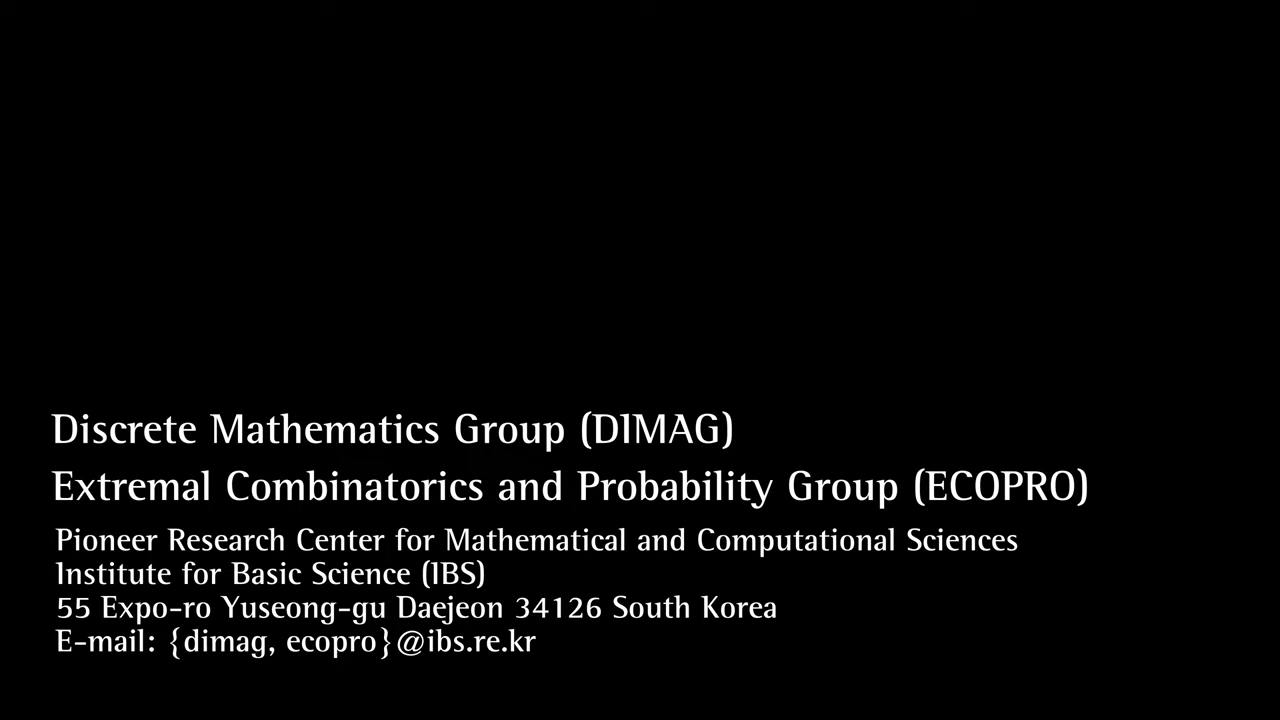 Discrete Mathematics Group (DIMAG)
Extremal Combinatorics and Probability Group (ECOPRO)
Pioneer Research Center for Mathematical and Computational Sciences
Institute for Basic Science (IBS)
55 Expo-ro Yuseong-gu Daejeon 34126 South Korea
E-mail: {dimag, ecopro}@ibs.re.kr